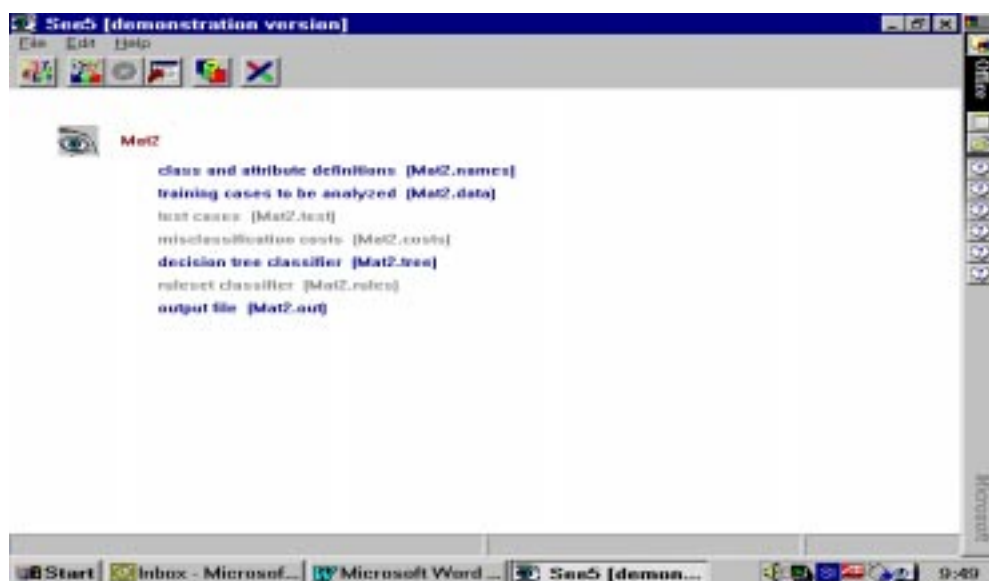 See5 [demonstration version]
File Edit Help
Office
Mat2
class and attribute definitions [Mat2.names]
training cases to be analyzed [Mat2.data]
test cases [Mat2.test]
misclassification costs [Mat2.costs]
decision tree classifier [Mat2.tree]
ruleset classifier [Mat2.rules]
output file [Mat2.out]
Microsoft
Start Inbox - Microsof... Microsoft Word ... See5 [demon... 9:49